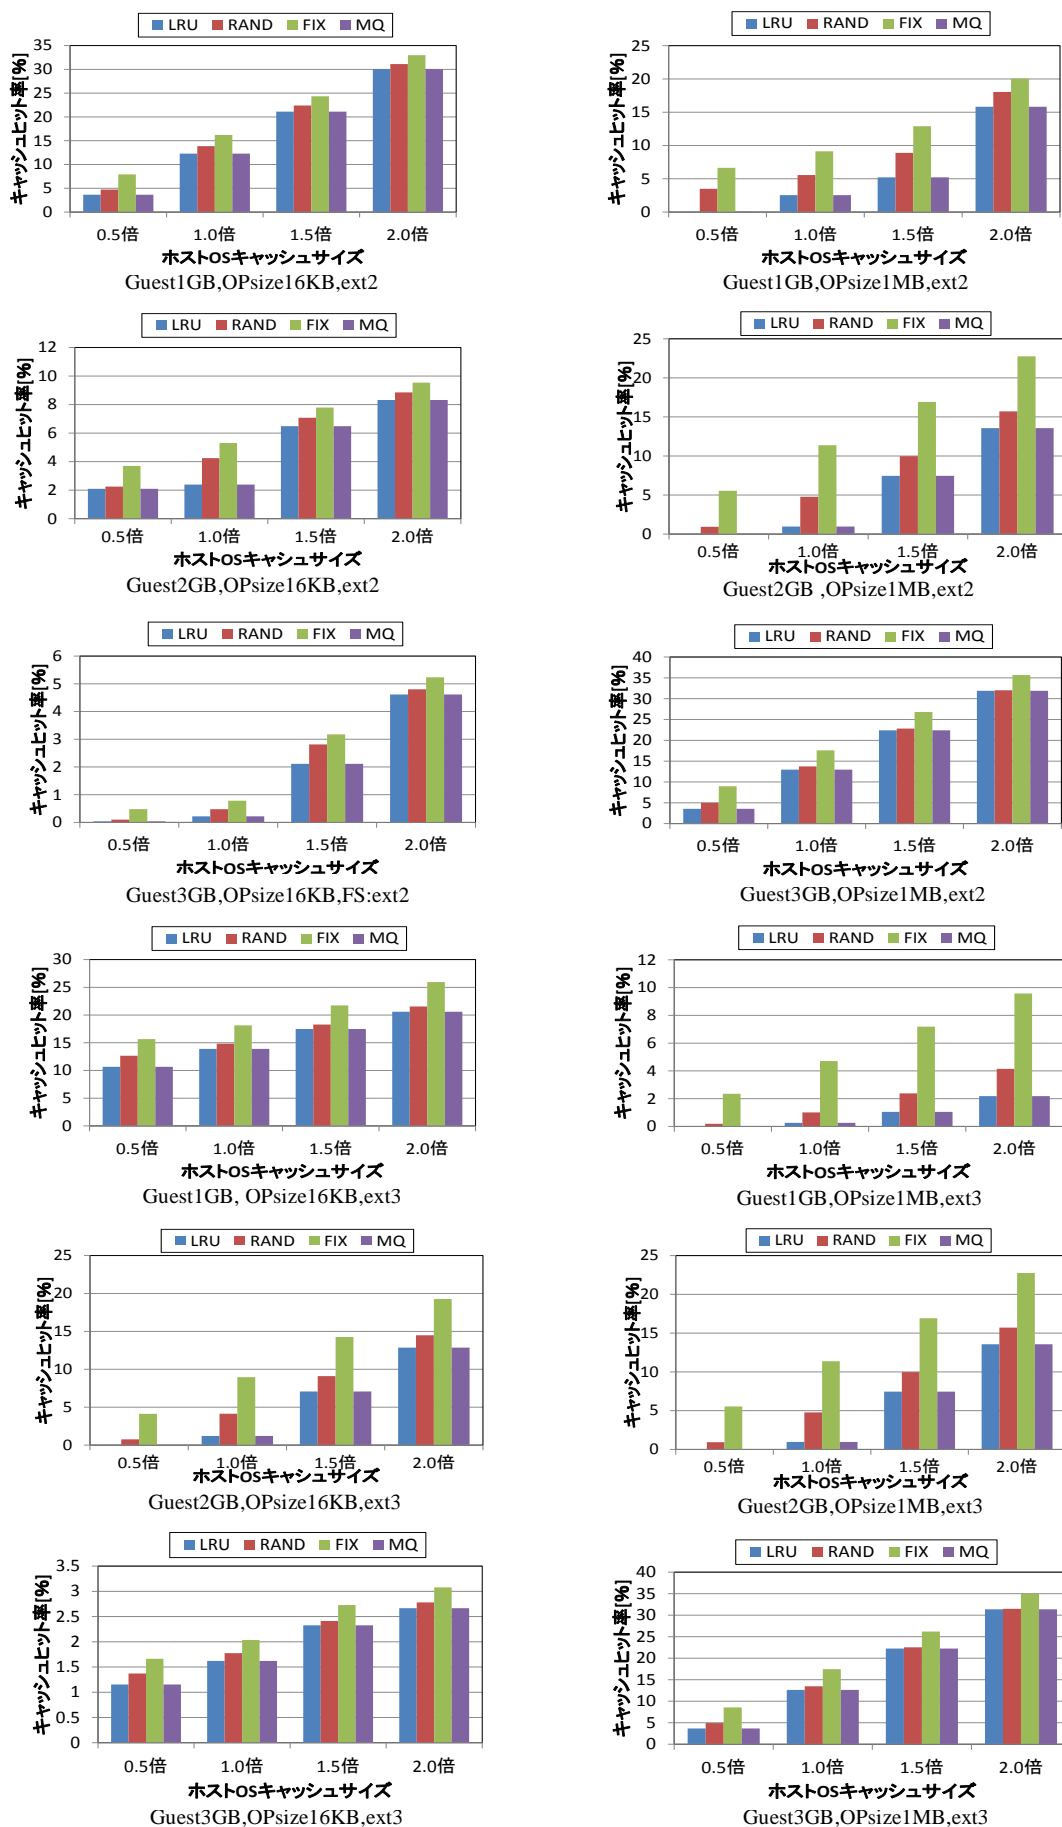 LRU RAND FIX MQ
キャッシュヒット率[%]
35
30
25
20
15
10
5
0
0.5倍 1.0倍 1.5倍 2.0倍
ホストOSキャッシュサイズ
Guest1GB,OPsize16KB,ext2
LRU RAND FIX MQ
キャッシュヒット率[%]
25
20
15
10
5
0
0.5倍 1.0倍 1.5倍 2.0倍
ホストOSキャッシュサイズ
Guest1GB,OPsize1MB,ext2
LRU RAND FIX MQ
キャッシュヒット率[%]
12
10
8
6
4
2
0
0.5倍 1.0倍 1.5倍 2.0倍
ホストOSキャシュサイズ
Guest2GB,OPsize16KB,ext2
LRU RAND FIX MQ
キャッシュヒット率[%]
25
20
15
10
5
0
0.5倍 1.0倍 1.5倍 2.0倍
ホストOSキャッシュサイズ
Guest2GB ,OPsize1MB,ext2
LRU RAND FIX MQ
キャッシュヒット率[%]
6
5
4
3
2
1
0
0.5倍 1.0倍 1.5倍 2.0倍
ホストOSキャッシュサイズ
Guest3GB,OPsize16KB,FS:ext2
LRU RAND FIX MQ
キャッシュヒット率[%]
40
35
30
25
20
15
10
5
0
0.5倍 1.0倍 1.5倍 2.0倍
ホストOSキャッシュサイズ
Guest3GB,OPsize1MB,ext2
LRU RAND FIX MQ
キャッシュヒット率[%]
30
25
20
15
10
5
0
0.5倍 1.0倍 1.5倍 2.0倍
ホストOSキャッシュサイズ
Guest1GB, OPsize16KB,ext3
LRU RAND FIX MQ
キャッシュヒット率[%]
12
10
8
6
4
2
0
0.5倍 1.0倍 1.5倍 2.0倍
ホストOSキャッシュサイズ
Guest1GB,OPsize1MB,ext3
LRU RAND FIX MQ
キャッシュヒット率[%]
25
20
15
10
5
0
0.5倍 1.0倍 1.5倍 2.0倍
ホストOSキャシュサイズ
Guest2GB,OPsize16KB,ext3
LRU RAND FIX MQ
キャッシュヒット率[%]
25
20
15
10
5
0
0.5倍 1.0倍 1.5倍 2.0倍
ホストOSキャッシュサイズ
Guest2GB,OPsize1MB,ext3
LRU RAND FIX MQ
キャッシュヒット率[%]
3.5
3
2.5
2
1.5
1
0.5
0
0.5倍 1.0倍 1.5倍 2.0倍
ホストOSキャッシュサイズ
Guest3GB,OPsize16KB,ext3
LRU RAND FIX MQ
キャッシュヒット率[%]
40
35
30
25
20
15
10
5
0
0.5倍 1.0倍 1.5倍 2.0倍
ホストOSキャッシュサイズ
Guest3GB,OPsize1MB,ext3